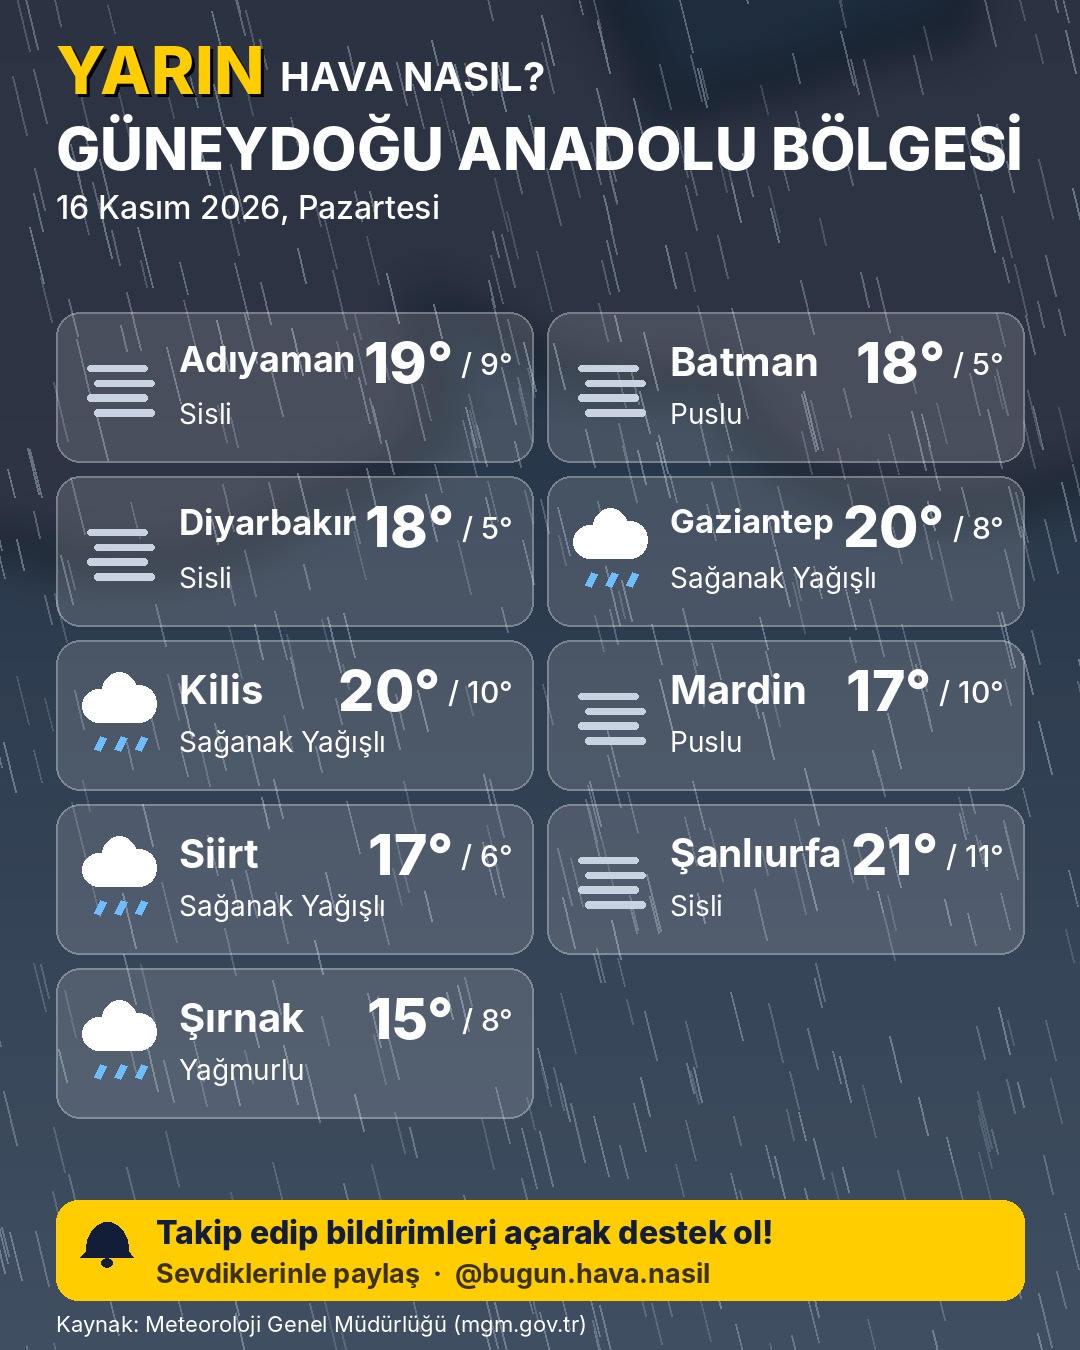 YARIN HAVA NASIL?
GÜNEYDOĞU ANADOLU BÖLGESİ
16 Kasım 2026, Pazartesi
Adıyaman 19° / 9°
Sisli
Batman 18° / 5°
Puslu
Diyarbakır 18° / 5°
Sisli
Gaziantep 20° / 8°
Sağanak Yağışlı
Kilis 20° / 10°
Sağanak Yağışlı
Mardin 17° / 10°
Puslu
Siirt 17° / 6°
Sağanak Yağışlı
Şanlıurfa 21° / 11°
Sisli
Şırnak 15° / 8°
Yağmurlu
Takip edip bildirimleri açarak destek ol!
Sevdiklerinle paylaş · @bugun.hava.nasil
Kaynak: Meteoroloji Genel Müdürlüğü (mgm.gov.tr)